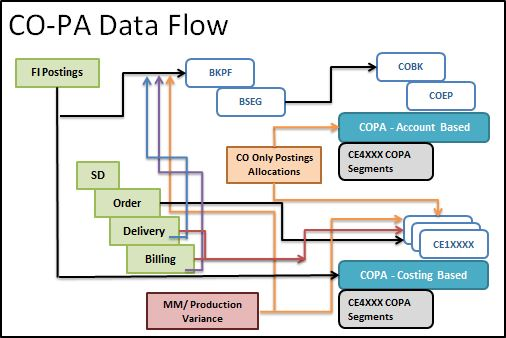 CO-PA Data Flow
FI Postings
BKPF
BSEG
COBK
COEP
COPA - Account Based
CE4XXX COPA
Segments
CO Only Postings
Allocations
SD
Order
Delivery
Billing
CE1XXXX
COPA - Costing Based
CE4XXX COPA
Segments
MM/ Production
Variance